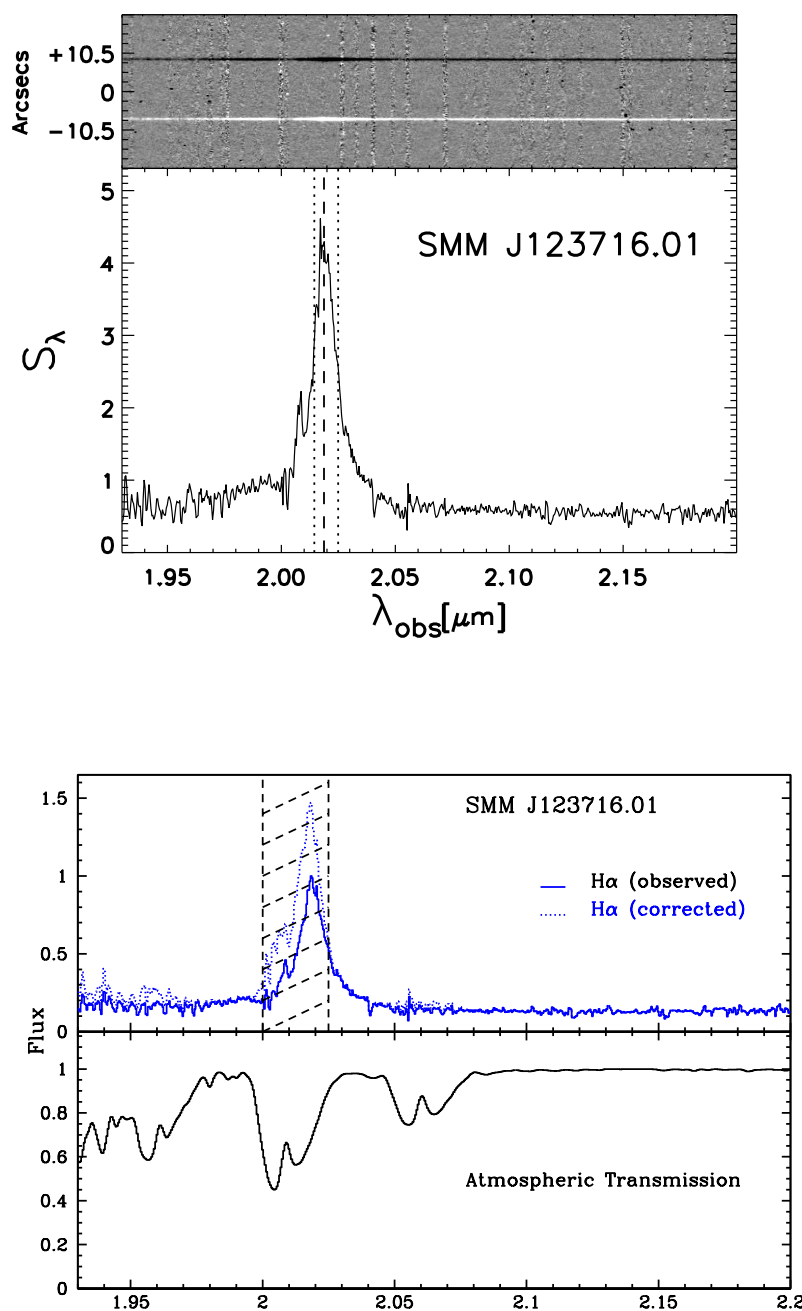 Arcsecs
+10.5
0
−10.5
5
4
3
2
1
0
Sλ
SMM J123716.01
1.95 2.00 2.05 2.10 2.15
λobs[μm]
1.5
1
0.5
0
SMM J123716.01
Hα (observed)
Hα (corrected)
Flux
1
0.8
0.6
0.4
0.2
0
Atmospheric Transmission
1.95 2 2.05 2.1 2.15 2.2